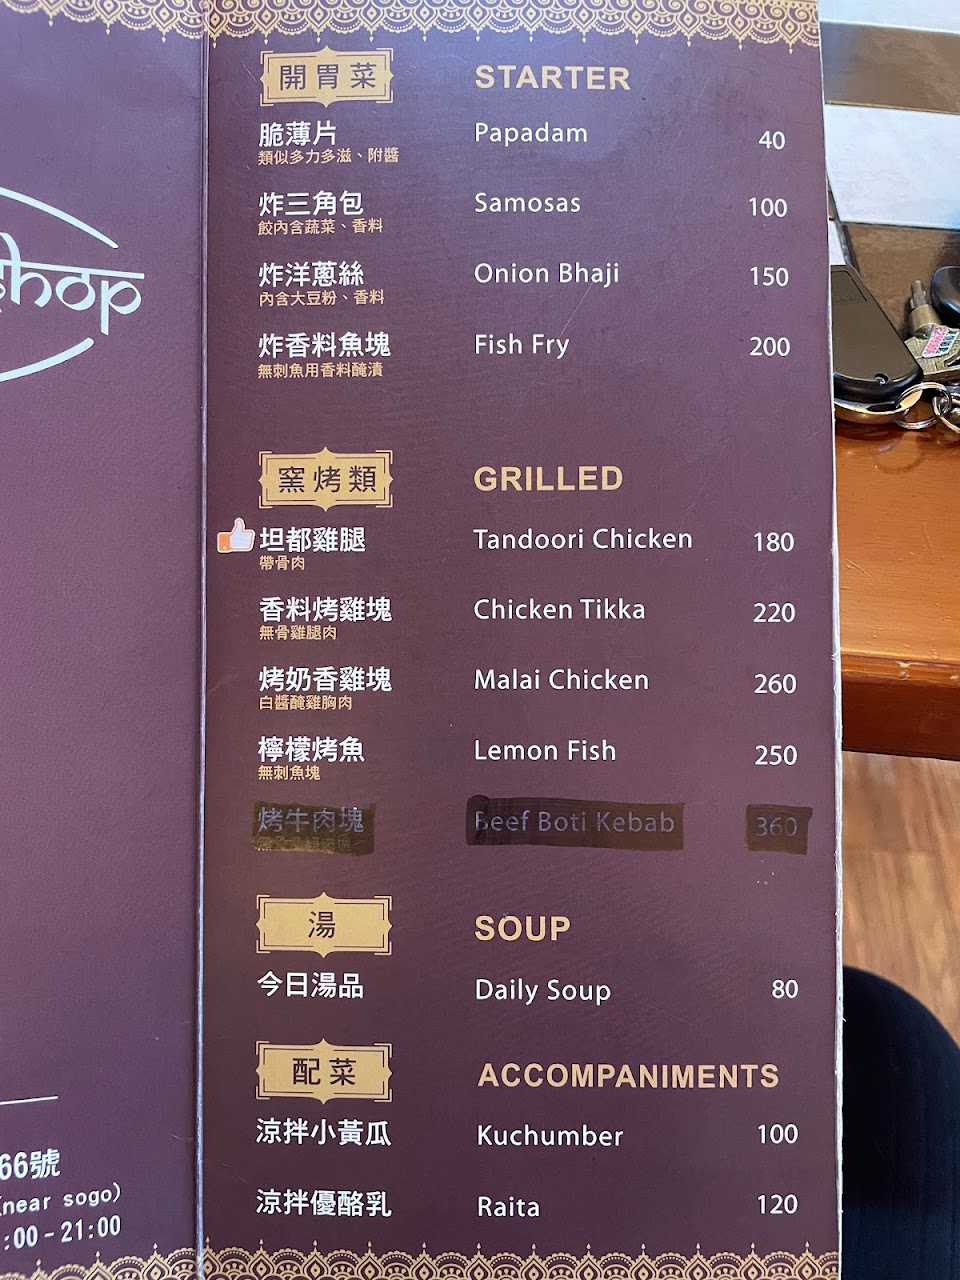 shop
66號
(near sogo)
:00-21:00
開胃菜 STARTER
脆薄片 Papadam 40
類似多力多滋、附醬
炸三角包 Samosas 100
餃內含蔬菜、香料
炸洋蔥絲 Onion Bhaji 150
內含大豆粉、香料
炸香料魚塊 Fish Fry 200
無刺魚用香料醃漬
窯烤類 GRILLED
坦都雞腿 Tandoori Chicken 180
帶骨肉
香料烤雞塊 Chicken Tikka 220
無骨雞腿肉
烤奶香雞塊 Malai Chicken 260
白醬醃雞胸肉
檸檬烤魚 Lemon Fish 250
無刺魚塊
烤牛肉塊 Beef Boti Kebab 360
湯 SOUP
今日湯品 Daily Soup 80
配菜 ACCOMPANIMENTS
涼拌小黃瓜 Kuchumber 100
涼拌優酪乳 Raita 120